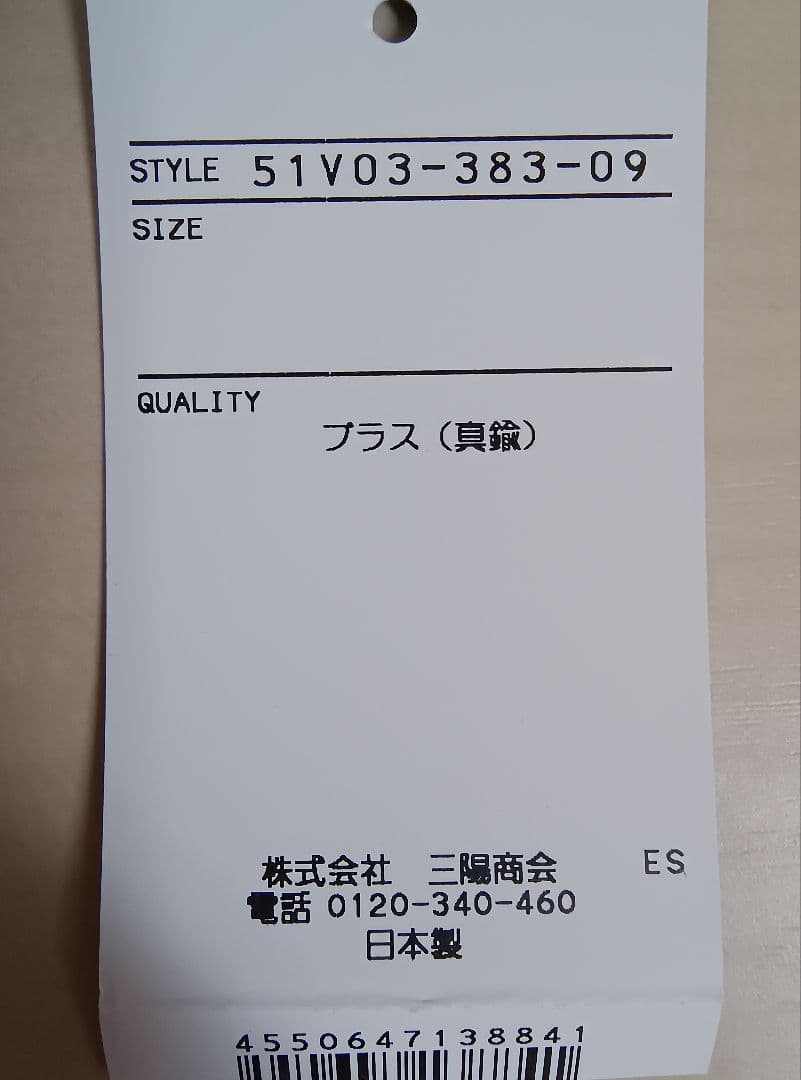 STYLE 51V03-383-09
SIZE
QUALITY
ブラス（真鍮）
株式会社 三陽商会 ES
電話 0120-340-460
日本製
4550647138841